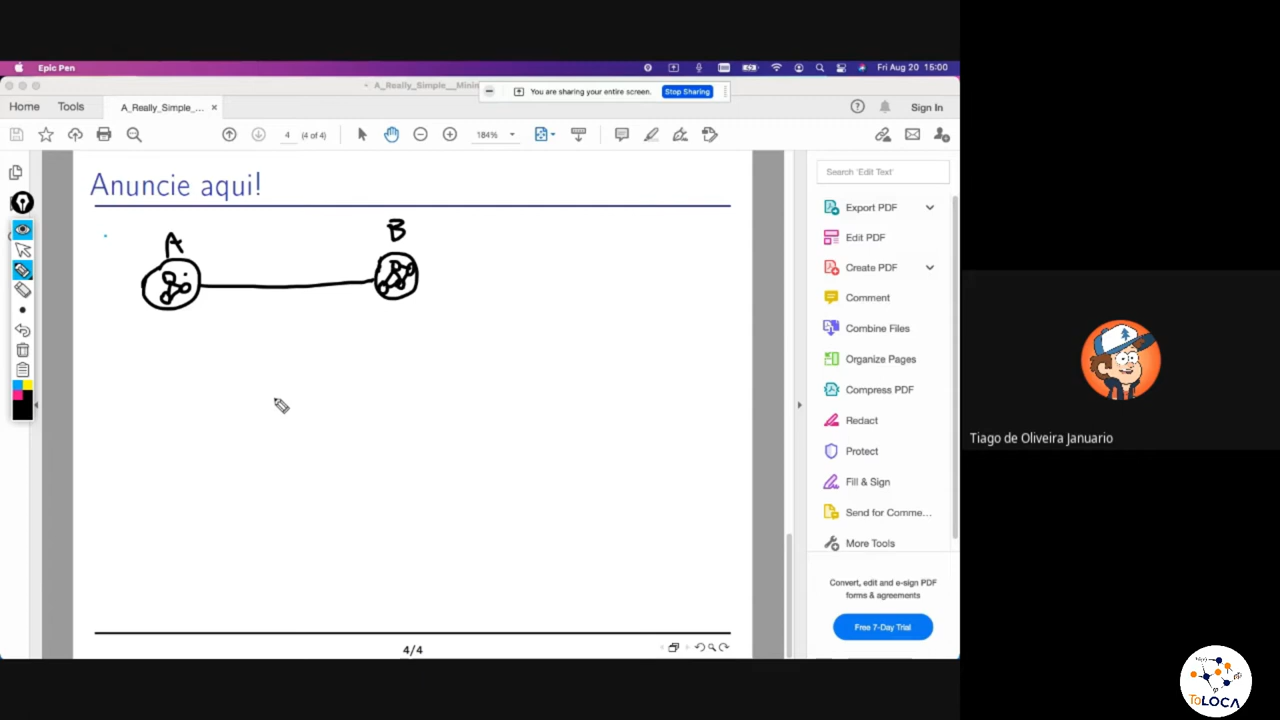 Epic Pen
Fri Aug 20 15:00
A_Really_Simple__Minin
You are sharing your entire screen.
Stop Sharing
Home
Tools
A_Really_Simple_...
Sign In
4
(4 of 4)
184%
Anuncie aqui!
A
B
Search 'Edit Text'
Export PDF
Edit PDF
Create PDF
Comment
Combine Files
Organize Pages
Compress PDF
Redact
Protect
Fill & Sign
Send for Comme...
More Tools
Convert, edit and e-sign PDF
forms & agreements
Free 7-Day Trial
4/4
Tiago de Oliveira Januario
ToLOCA